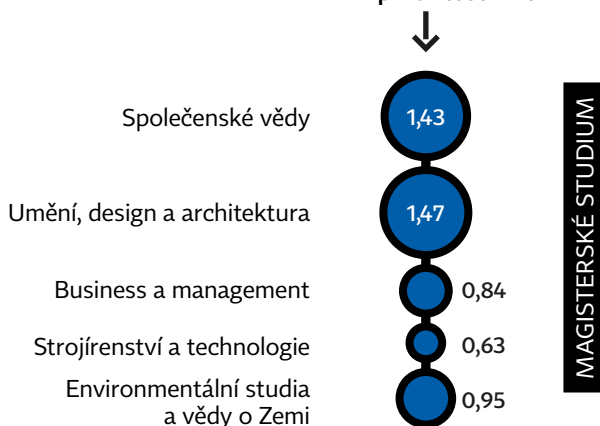 Společenské vědy
1,43
Umění, design a architektura
1,47
Business a management
0,84
Strojírenství a technologie
0,63
Environmentální studia
a vědy o Zemi
0,95
MAGISTERSKÉ STUDIUM